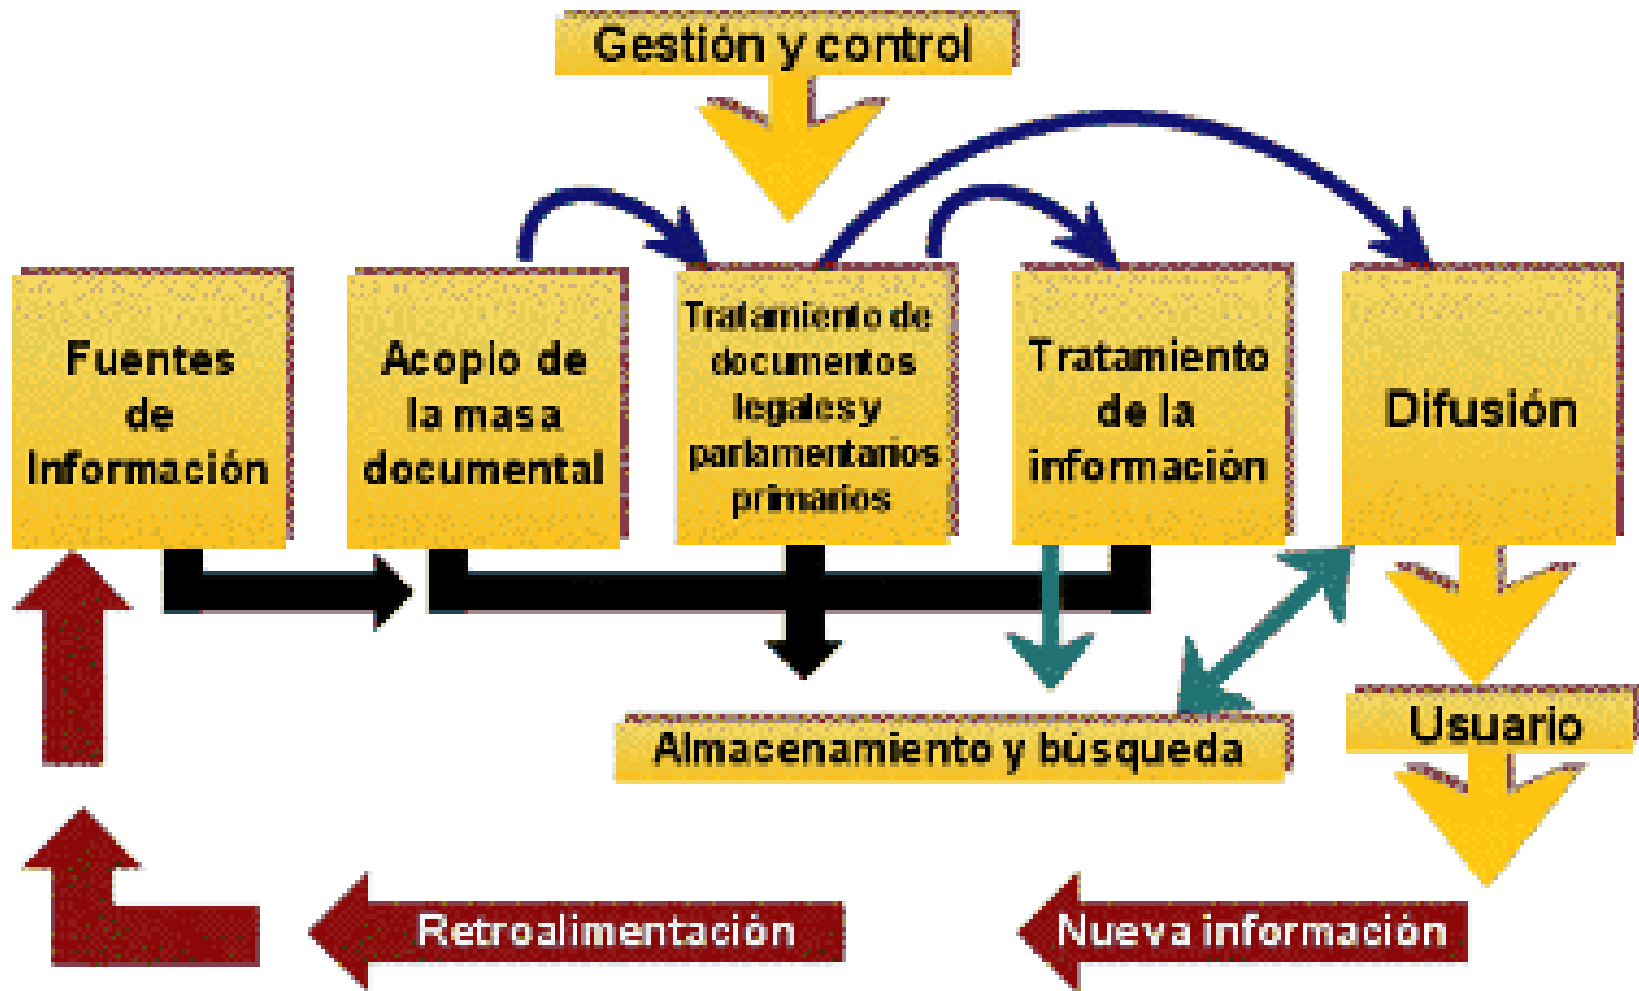 Gestión y control
Fuentes
de
Información
Acopio de
la masa
documental
Tratamiento de
documentos
legales y
parlamentarios
primarios
Tratamiento
de la
información
Difusión
Almacenamiento y búsqueda
Usuario
Retroalimentación
Nueva información